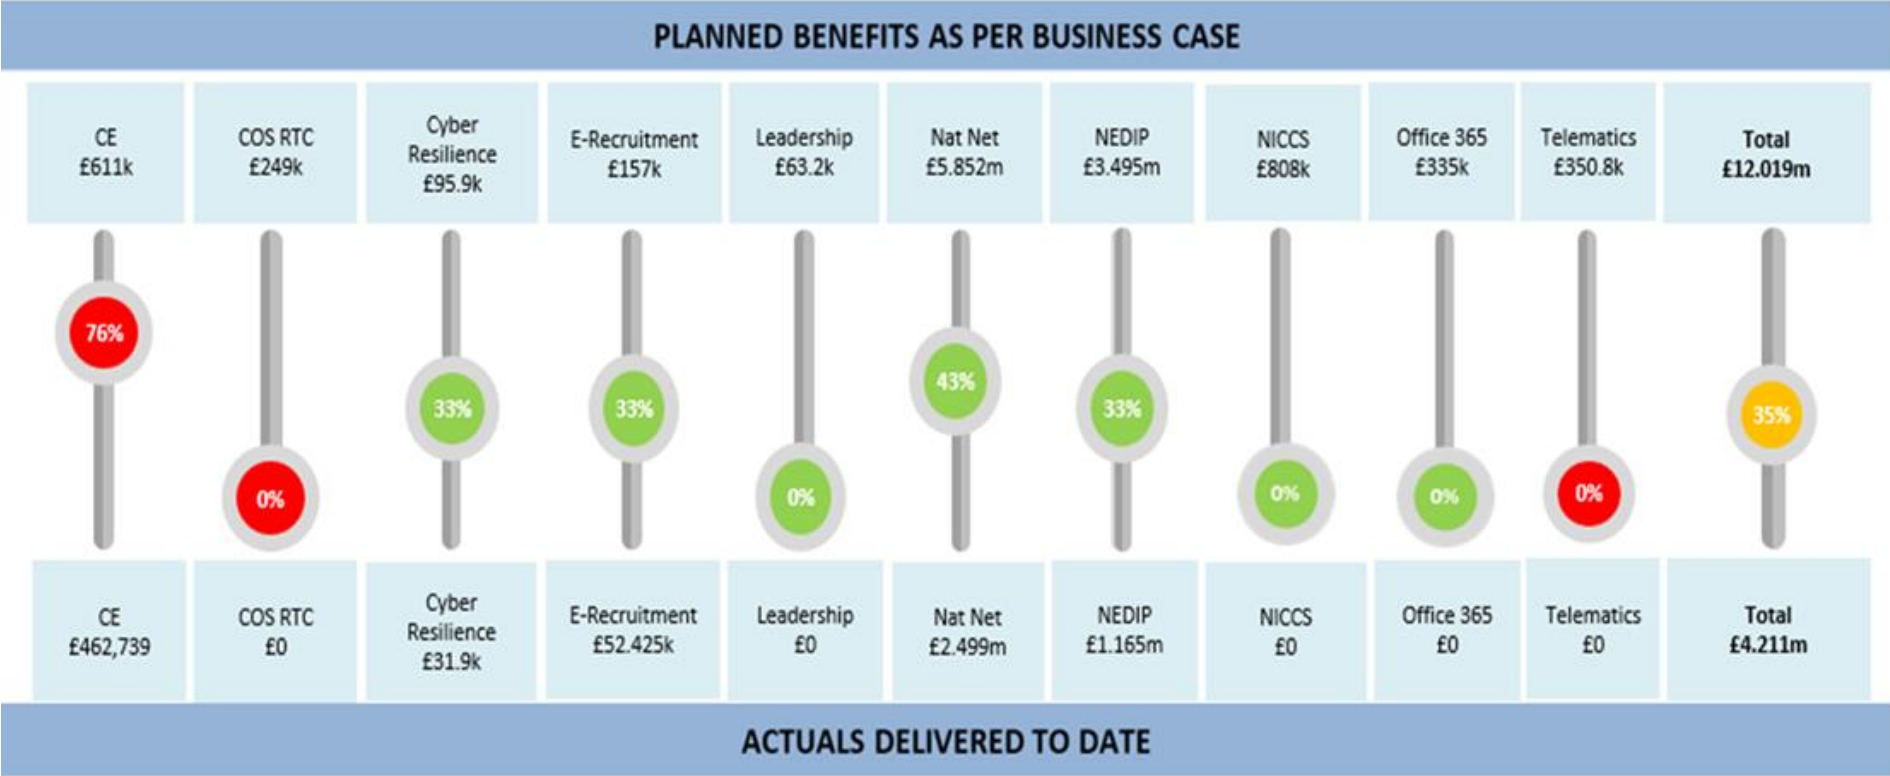 PLANNED BENEFITS AS PER BUSINESS CASE
CE
£611k
COS RTC
£249k
Cyber
Resilience
£95.9k
E-Recruitment
£157k
Leadership
£63.2k
Nat Net
£5.852m
NEDIP
£3.495m
NICCS
£808k
Office 365
£335k
Telematics
£350.8k
Total
£12.019m
76%
0%
33%
33%
0%
43%
33%
0%
0%
0%
35%
CE
£462,739
COS RTC
£0
Cyber
Resilience
£31.9k
E-Recruitment
£52.425k
Leadership
£0
Nat Net
£2.499m
NEDIP
£1.165m
NICCS
£0
Office 365
£0
Telematics
£0
Total
£4.211m
ACTUALS DELIVERED TO DATE